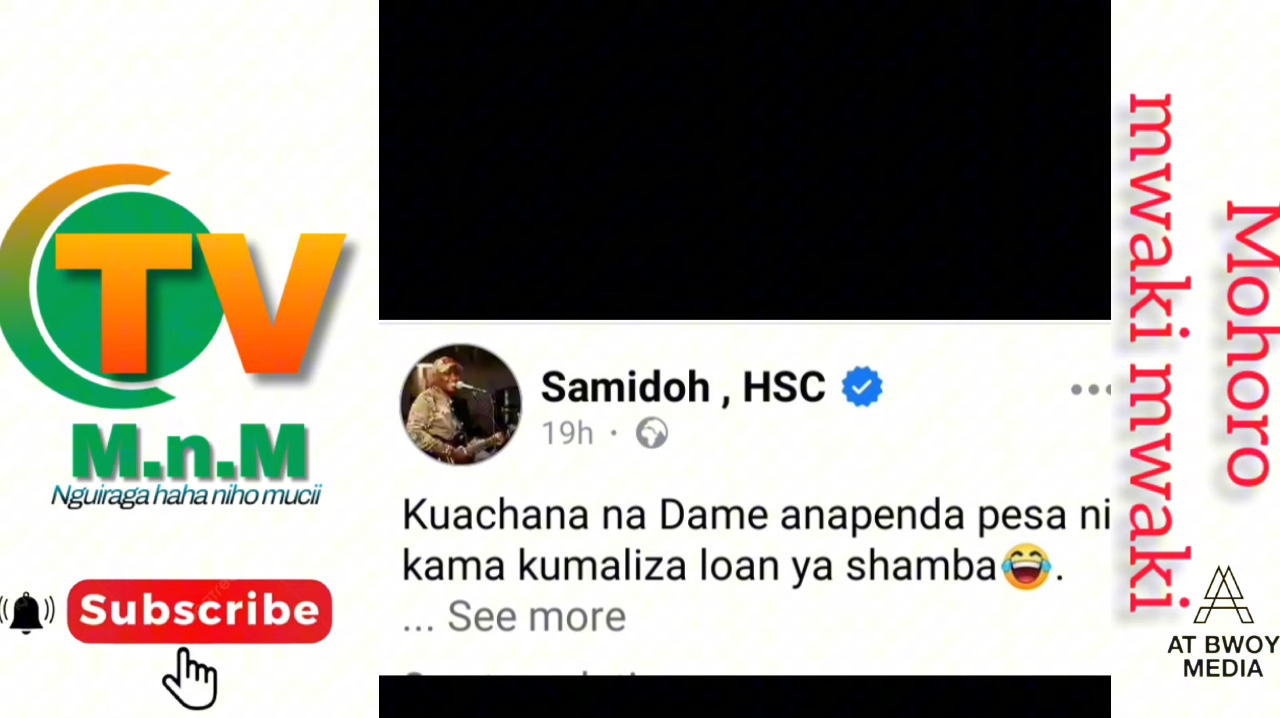 TV
M.n.M
Nguiraga haha niho mucii
Subscribe
Samidoh , HSC
19h ·
Kuachana na Dame anapenda pesa ni
kama kumaliza loan ya shamba😂.
... See more
Mohoro
mwaki mwaki
AT BWOY
MEDIA